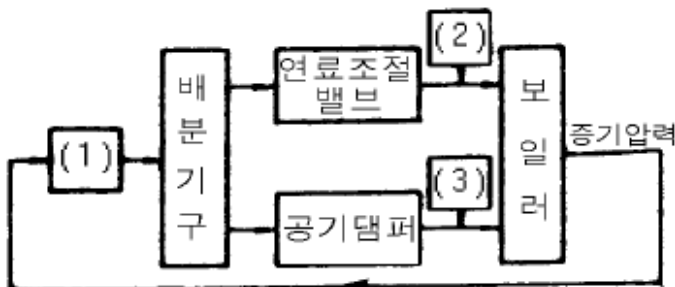 (2)
연료조절
밸브
배
분
기
구
보
일
러
(1)
증기압력
(3)
공기댐퍼